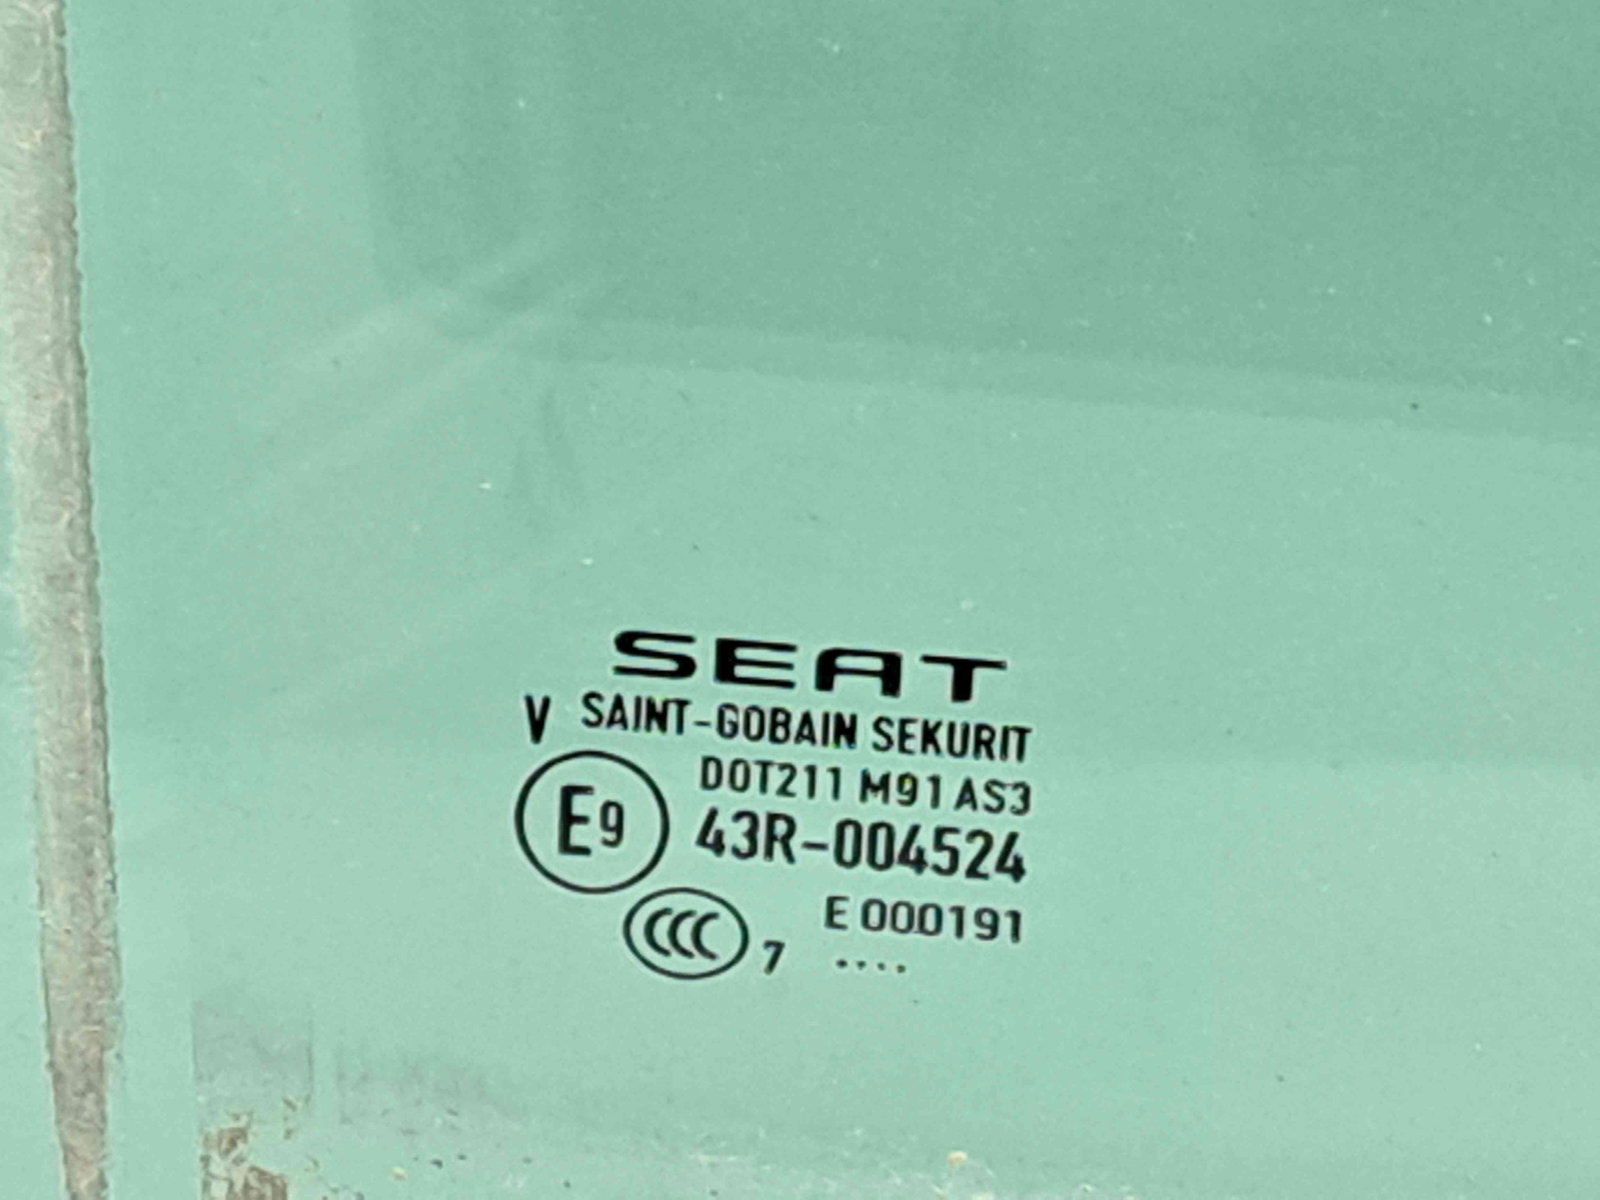 SEAT
V SAINT-GOBAIN SEKURIT
DOT211 M91 AS3
E9 43R-004524
E 000191
CCC 7 ....